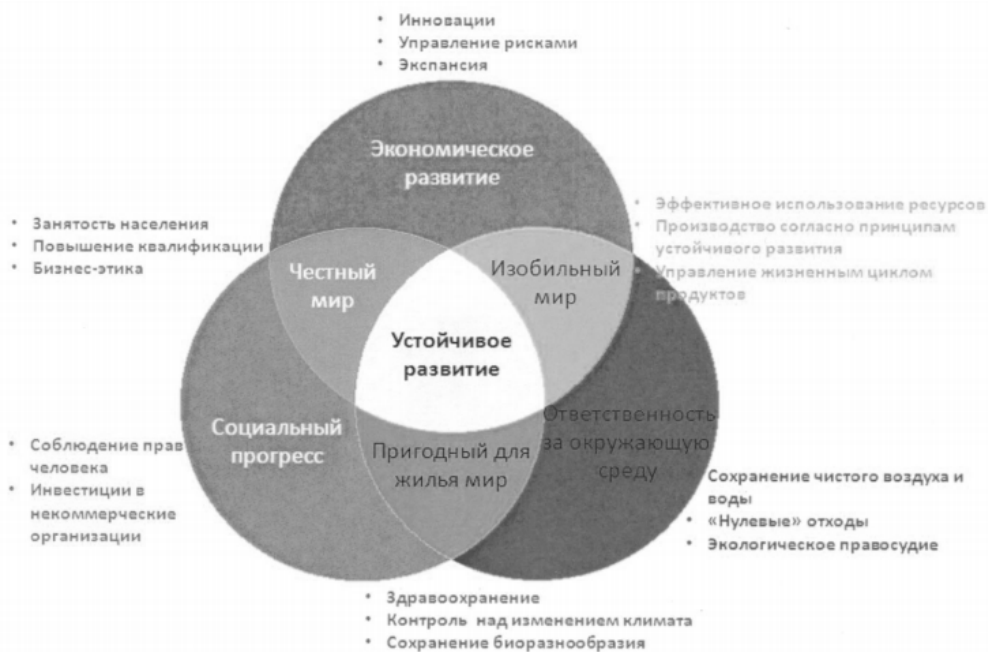 • Инновации
• Управление рисками
• Экспансия
Экономическое
развитие
• Эффективное использование ресурсов
• Производство согласно принципам
устойчивого развития
• Управление жизненным циклом
продуктов
• Занятость населения
• Повышение квалификации
• Бизнес-этика
Честный
мир
Изобильный
мир
Устойчивое
развитие
Социальный
прогресс
Пригодный для
жилья мир
Ответственность
за окружающую
среду
• Соблюдение прав
человека
• Инвестиции в
некоммерческие
организации
Сохранение чистого воздуха и
воды
• «Нулевые» отходы
• Экологическое правосудие
• Здравоохранение
• Контроль над изменением климата
• Сохранение биоразнообразия